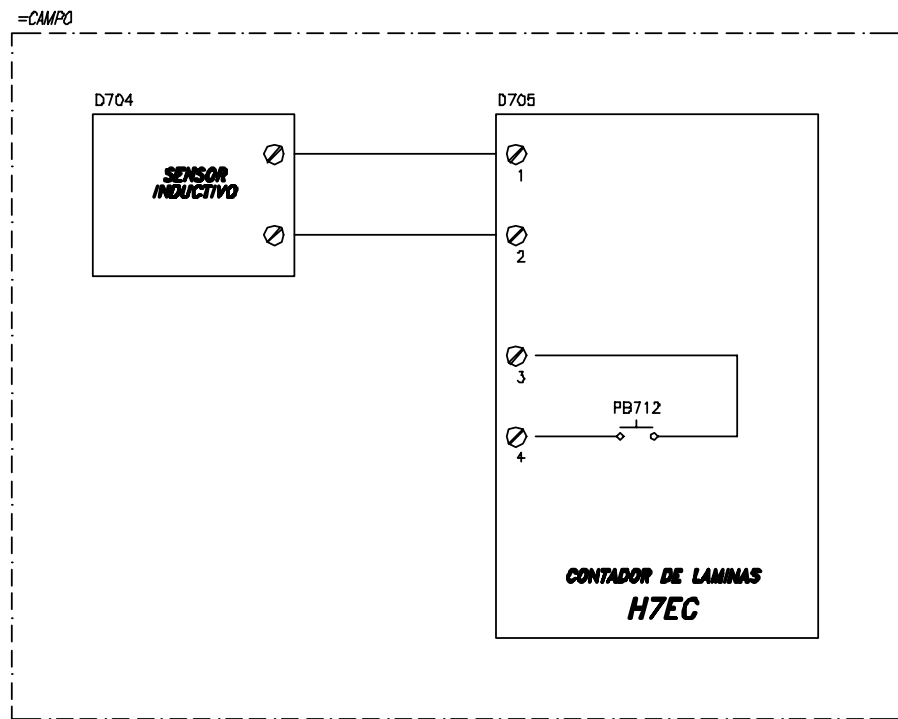 =CAMPO
D704
D705
SENSOR
INDUCTIVO
1
2
3
PB712
4
CONTADOR DE LAMINAS
H7EC